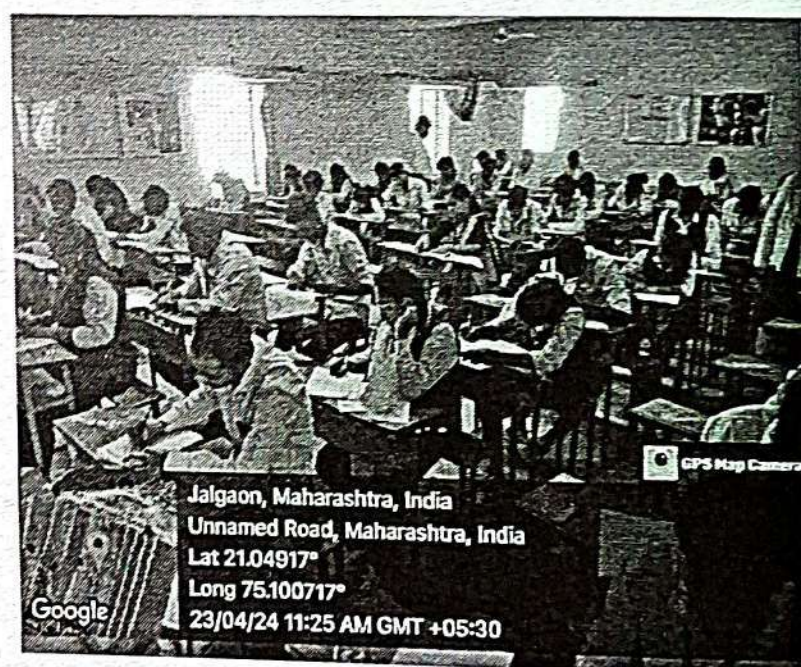 GPS Map Camera
Jalgaon, Maharashtra, India
Unnamed Road, Maharashtra, India
Lat 21.04917°
Long 75.100717°
23/04/24 11:25 AM GMT +05:30
Google